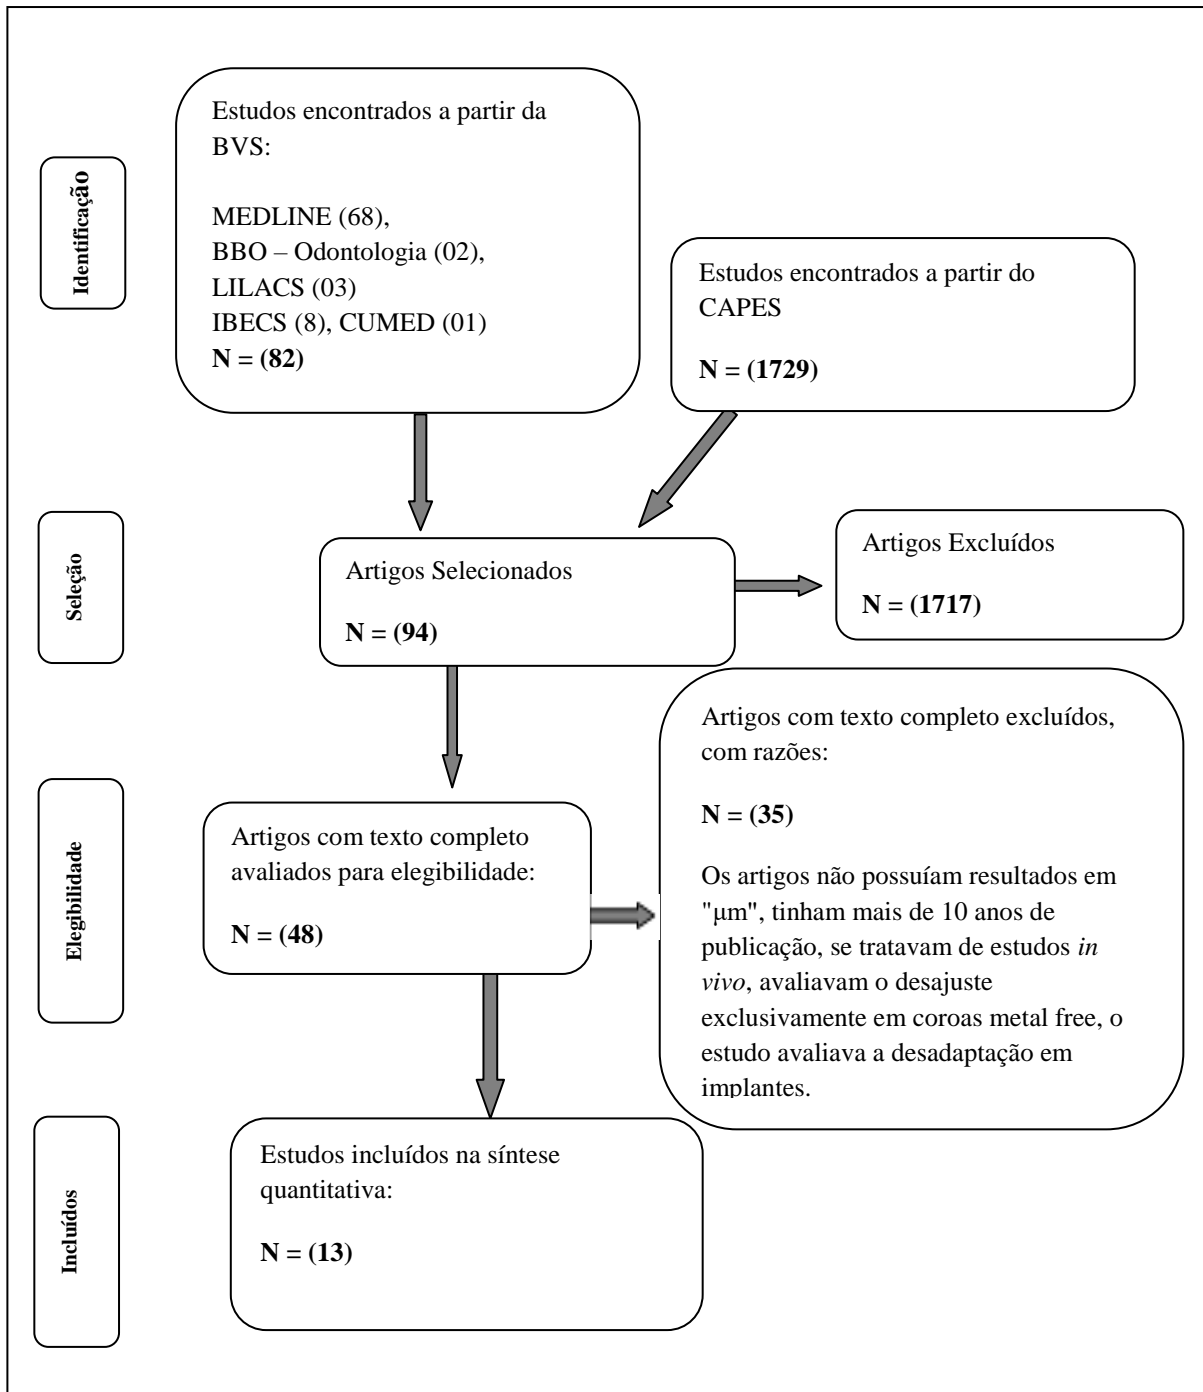 Identificação
Estudos encontrados a partir da
BVS:
MEDLINE (68),
BBO – Odontologia (02),
LILACS (03)
IBECS (8), CUMED (01)
N = (82)
Estudos encontrados a partir do
CAPES
N = (1729)
Seleção
Artigos Selecionados
N = (94)
Artigos Excluídos
N = (1717)
Elegibilidade
Artigos com texto completo
avaliados para elegibilidade:
N = (48)
Artigos com texto completo excluídos,
com razões:
N = (35)
Os artigos não possuíam resultados em
"μm", tinham mais de 10 anos de
publicação, se tratavam de estudos in
vivo, avaliavam o desajuste
exclusivamente em coroas metal free, o
estudo avaliava a desadaptação em
implantes.
Incluídos
Estudos incluídos na síntese
quantitativa:
N = (13)